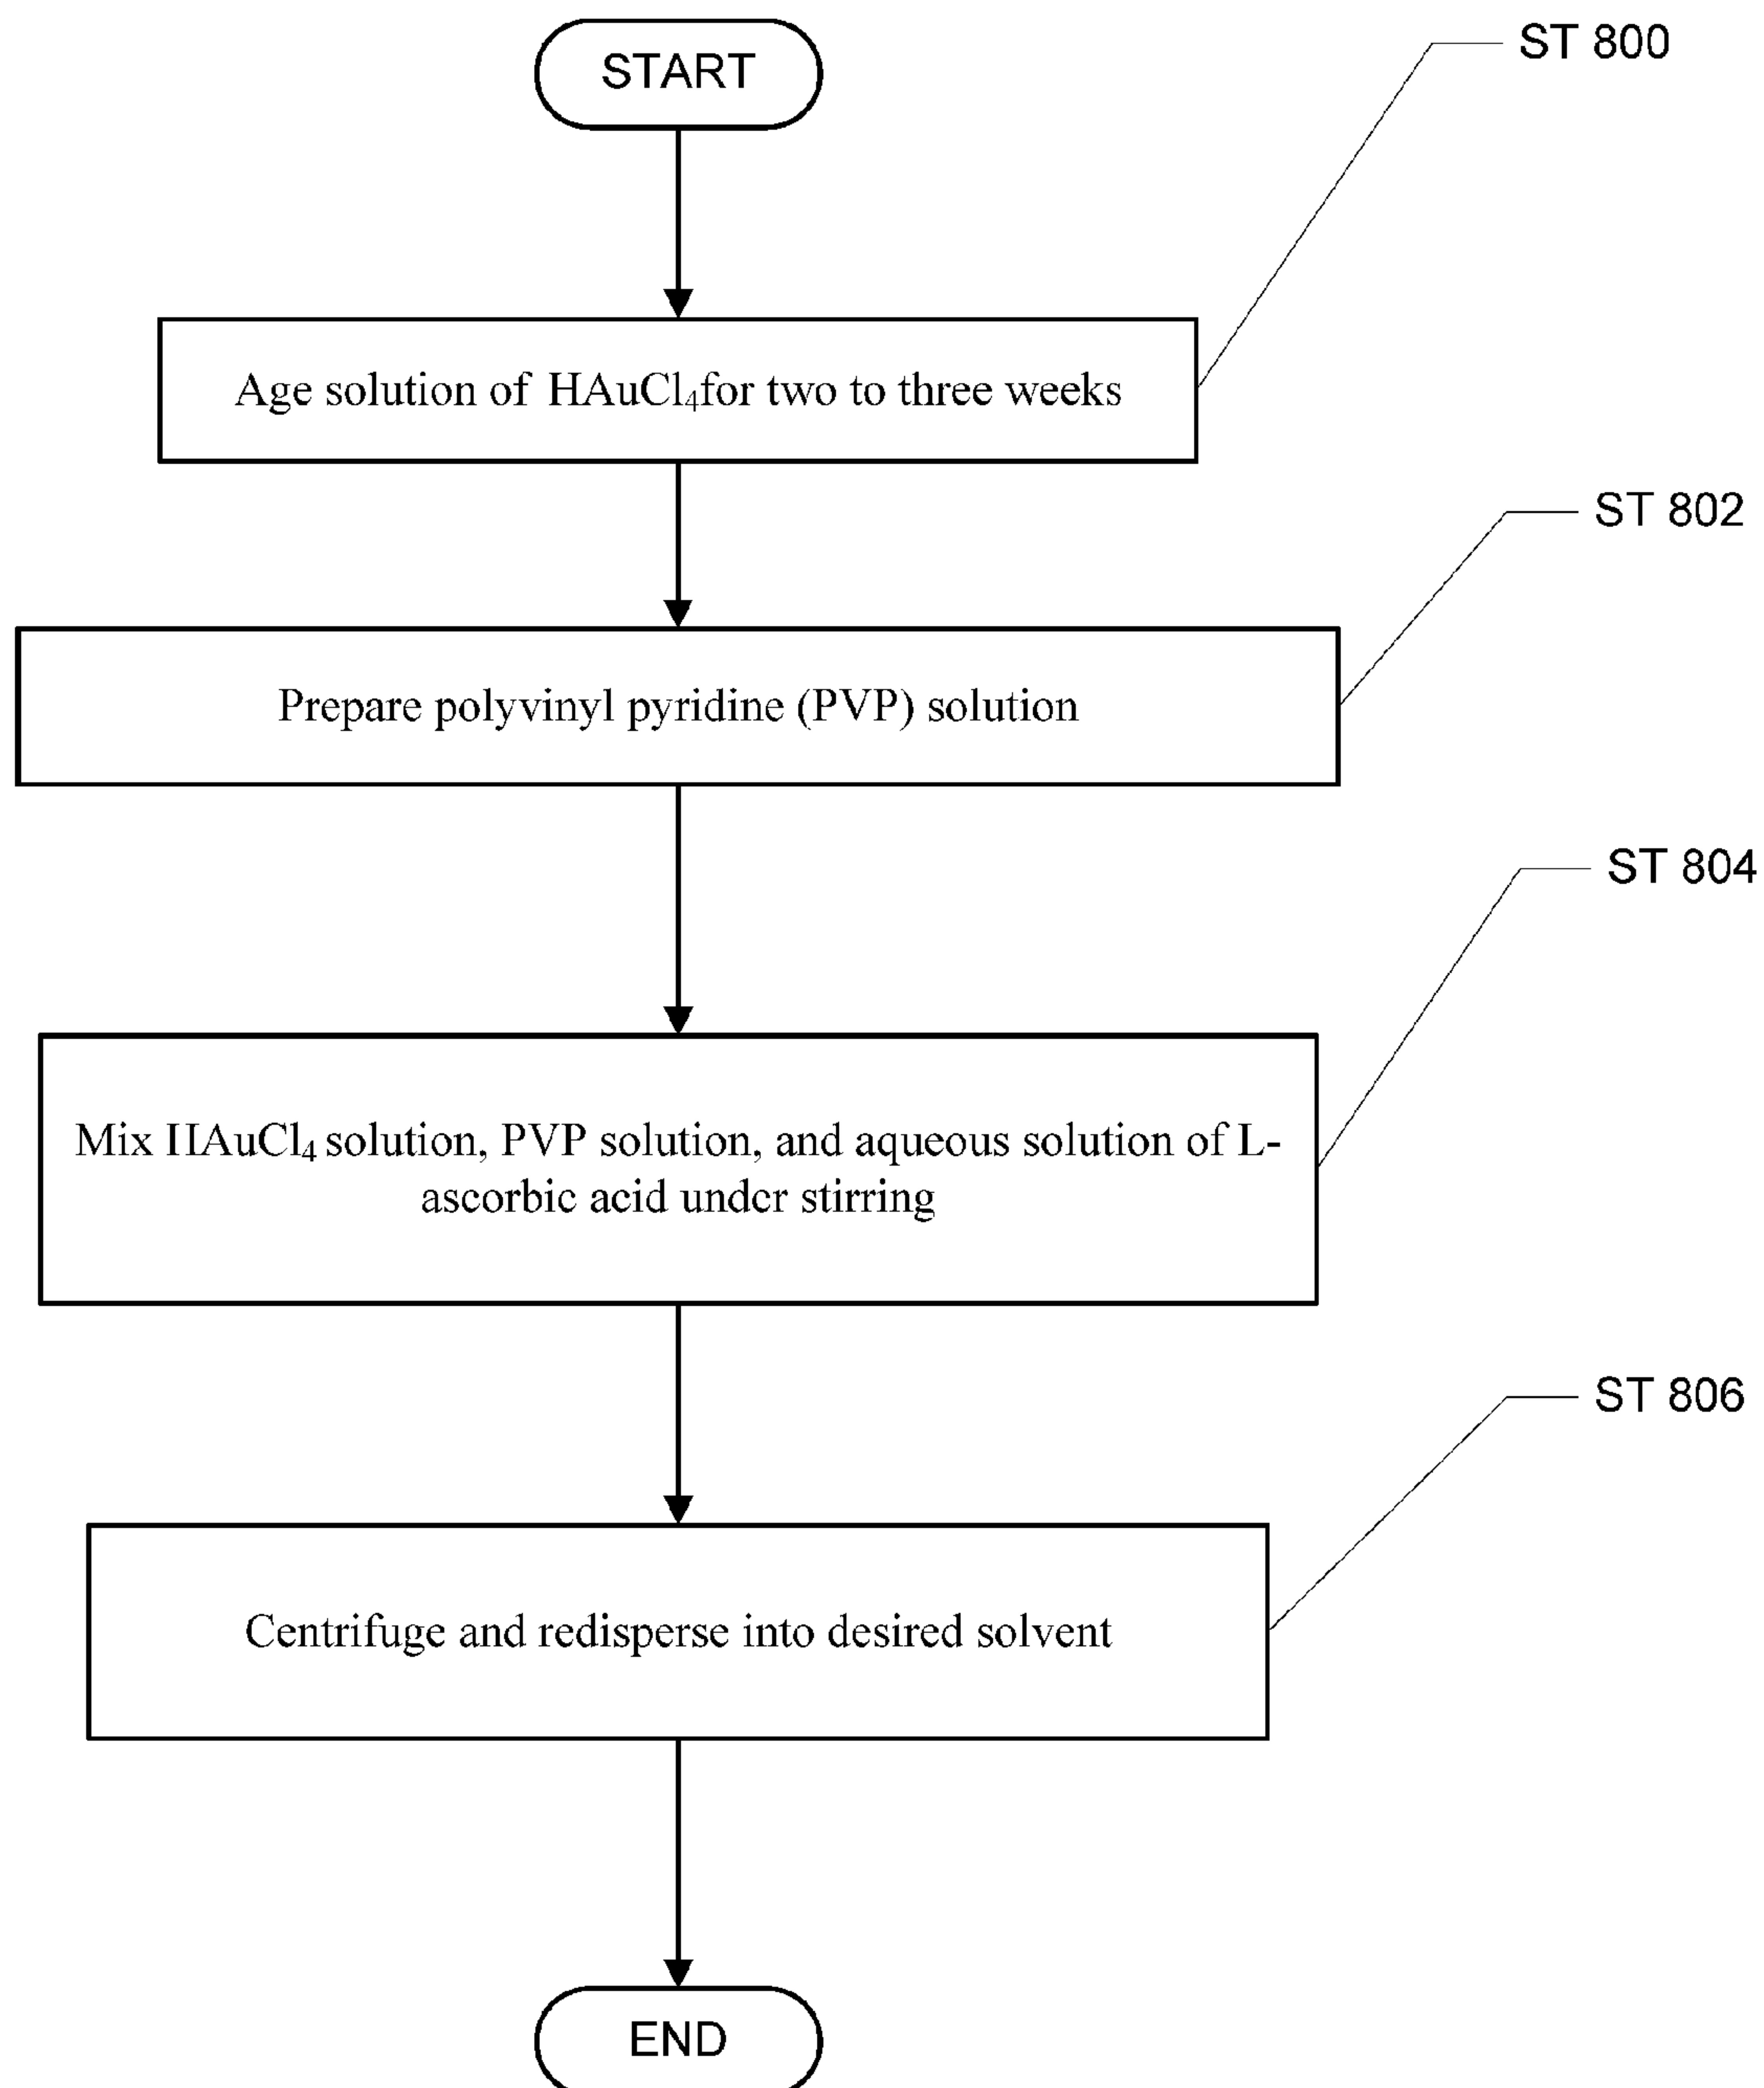 START
ST 800
Age solution of HAuCl₄for two to three weeks
ST 802
Prepare polyvinyl pyridine (PVP) solution
ST 804
Mix HAuCl₄ solution, PVP solution, and aqueous solution of L-
ascorbic acid under stirring
ST 806
Centrifuge and redisperse into desired solvent
END